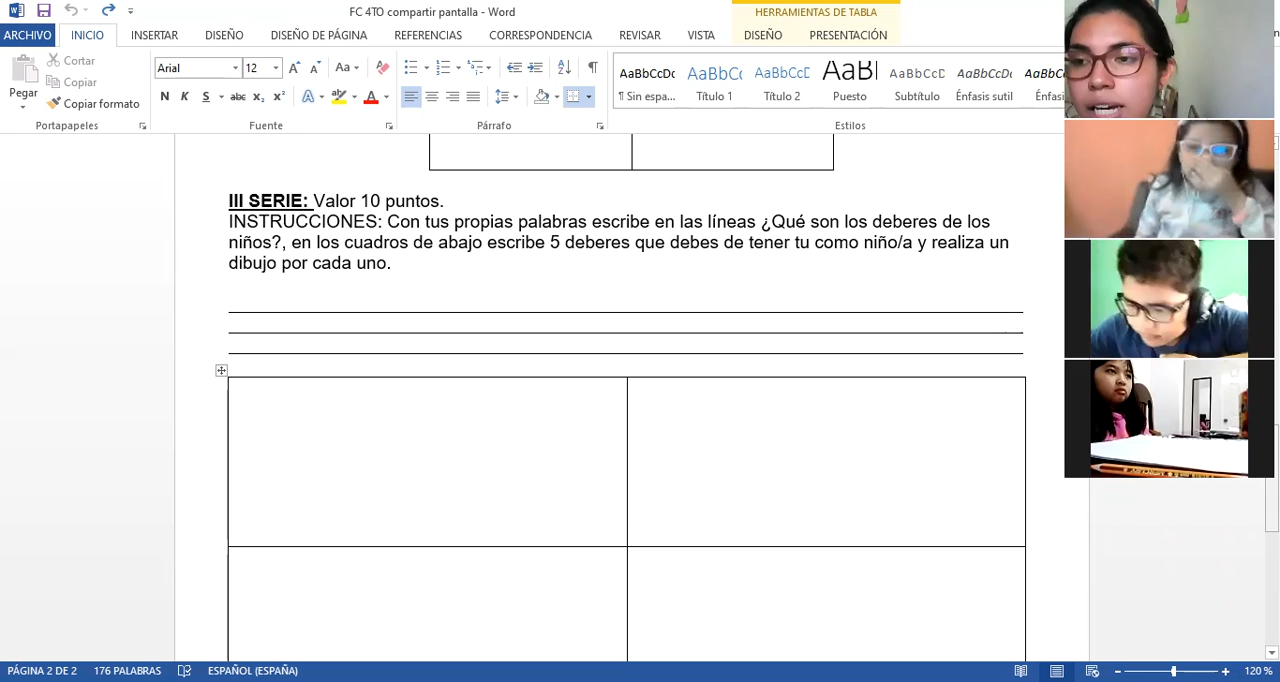 FC 4TO compartir pantalla - Word
HERRAMIENTAS DE TABLA
ARCHIVO INICIO INSERTAR DISEÑO DISEÑO DE PÁGINA REFERENCIAS CORRESPONDENCIA REVISAR VISTA DISEÑO PRESENTACIÓN
Pegar
Cortar
Copiar
Copiar formato
Portapapeles
Arial 12
Aa
N K S abc x₂ x²
Fuente
Párrafo
AaBbCcDc AaBbCc AaBbCcD AaBl AaBbCcD AaBbCcDc AaBbCc
¶ Sin espa... Título 1 Título 2 Puesto Subtítulo Énfasis sutil Énfasi
Estilos
III SERIE: Valor 10 puntos.
INSTRUCCIONES: Con tus propias palabras escribe en las líneas ¿Qué son los deberes de los
niños?, en los cuadros de abajo escribe 5 deberes que debes de tener tu como niño/a y realiza un
dibujo por cada uno.
PÁGINA 2 DE 2 176 PALABRAS ESPAÑOL (ESPAÑA) 120 %